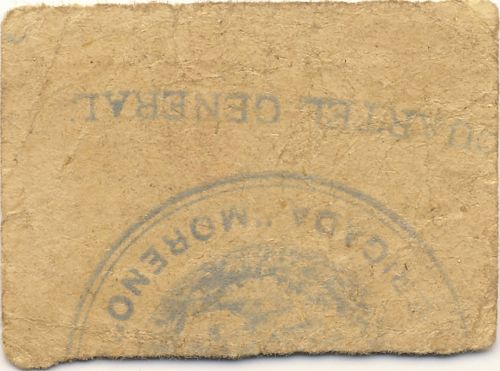 BRIGADA "MORENO"
CUARTEL GENERAL